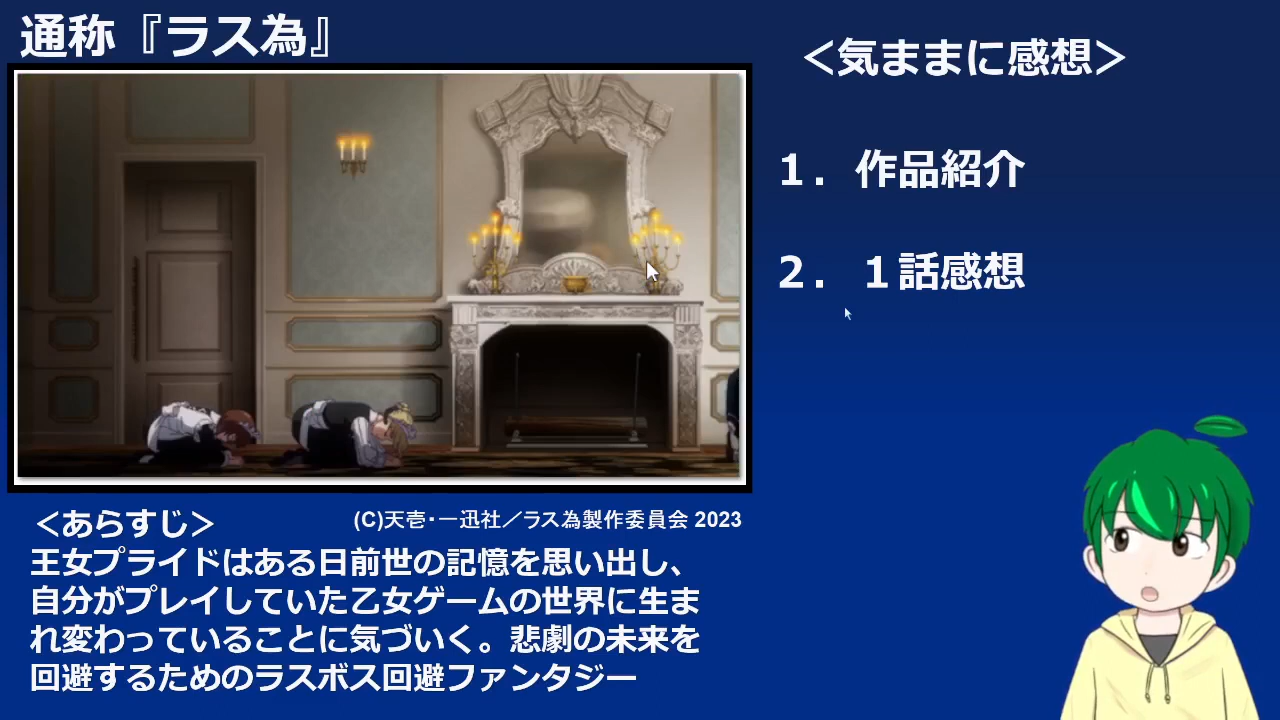 通称『ラス為』
＜気ままに感想＞
１．作品紹介
２．１話感想
＜あらすじ＞
(C)天壱・一迅社／ラス為製作委員会 2023
王女プライドはある日前世の記憶を思い出し、
自分がプレイしていた乙女ゲームの世界に生ま
れ変わっていることに気づいく。悲劇の未来を
回避するためのラスボス回避ファンタジー